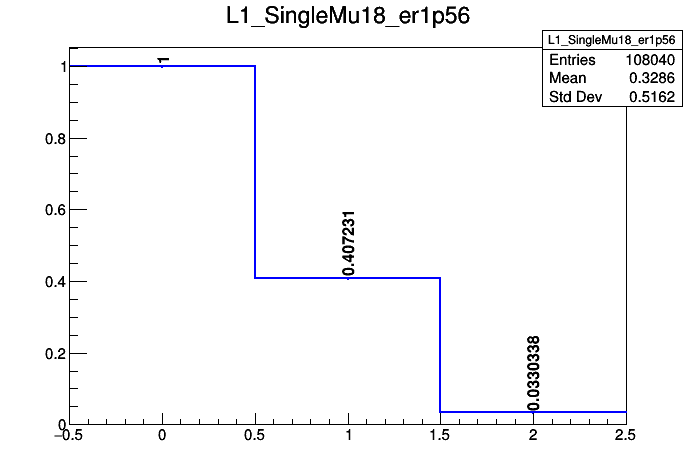 L1_SingleMu18_er1p56
L1_SingleMu18_er1p56
Entries 108040
Mean 0.3286
Std Dev 0.5162
1
0.407231
0.0330338
1
0.8
0.6
0.4
0.2
0
−0.5 0 0.5 1 1.5 2 2.5